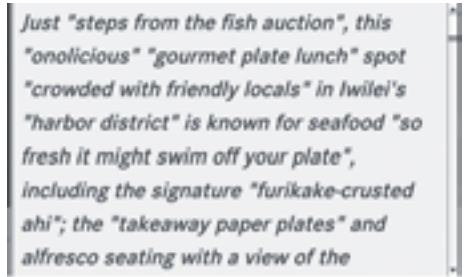 Just "steps from the fish auction", this
"onolicious" "gourmet plate lunch" spot
"crowded with friendly locals" in Iwilei's
"harbor district" is known for seafood "so
fresh it might swim off your plate",
including the signature "furikake-crusted
ahi"; the "takeaway paper plates" and
alfresco seating with a view of the